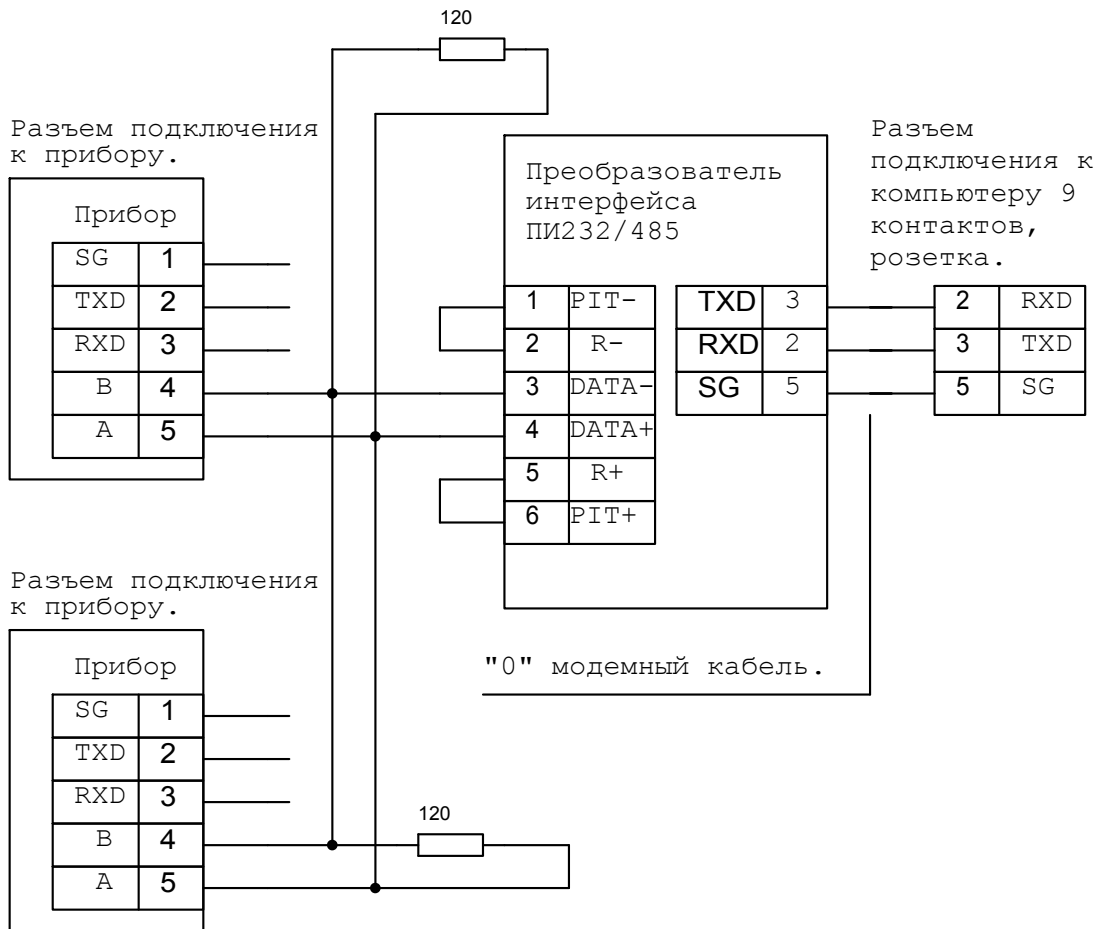 120
Разъем подключения
к прибору.
Прибор
SG 1
TXD 2
RXD 3
B 4
A 5
Преобразователь
интерфейса
ПИ232/485
1 PIT-
2 R-
3 DATA-
4 DATA+
5 R+
6 PIT+
TXD 3
RXD 2
SG 5
Разъем
подключения к
компьютеру 9
контактов,
розетка.
2 RXD
3 TXD
5 SG
"0" модемный кабель.
Разъем подключения
к прибору.
Прибор
SG 1
TXD 2
RXD 3
B 4
A 5
120